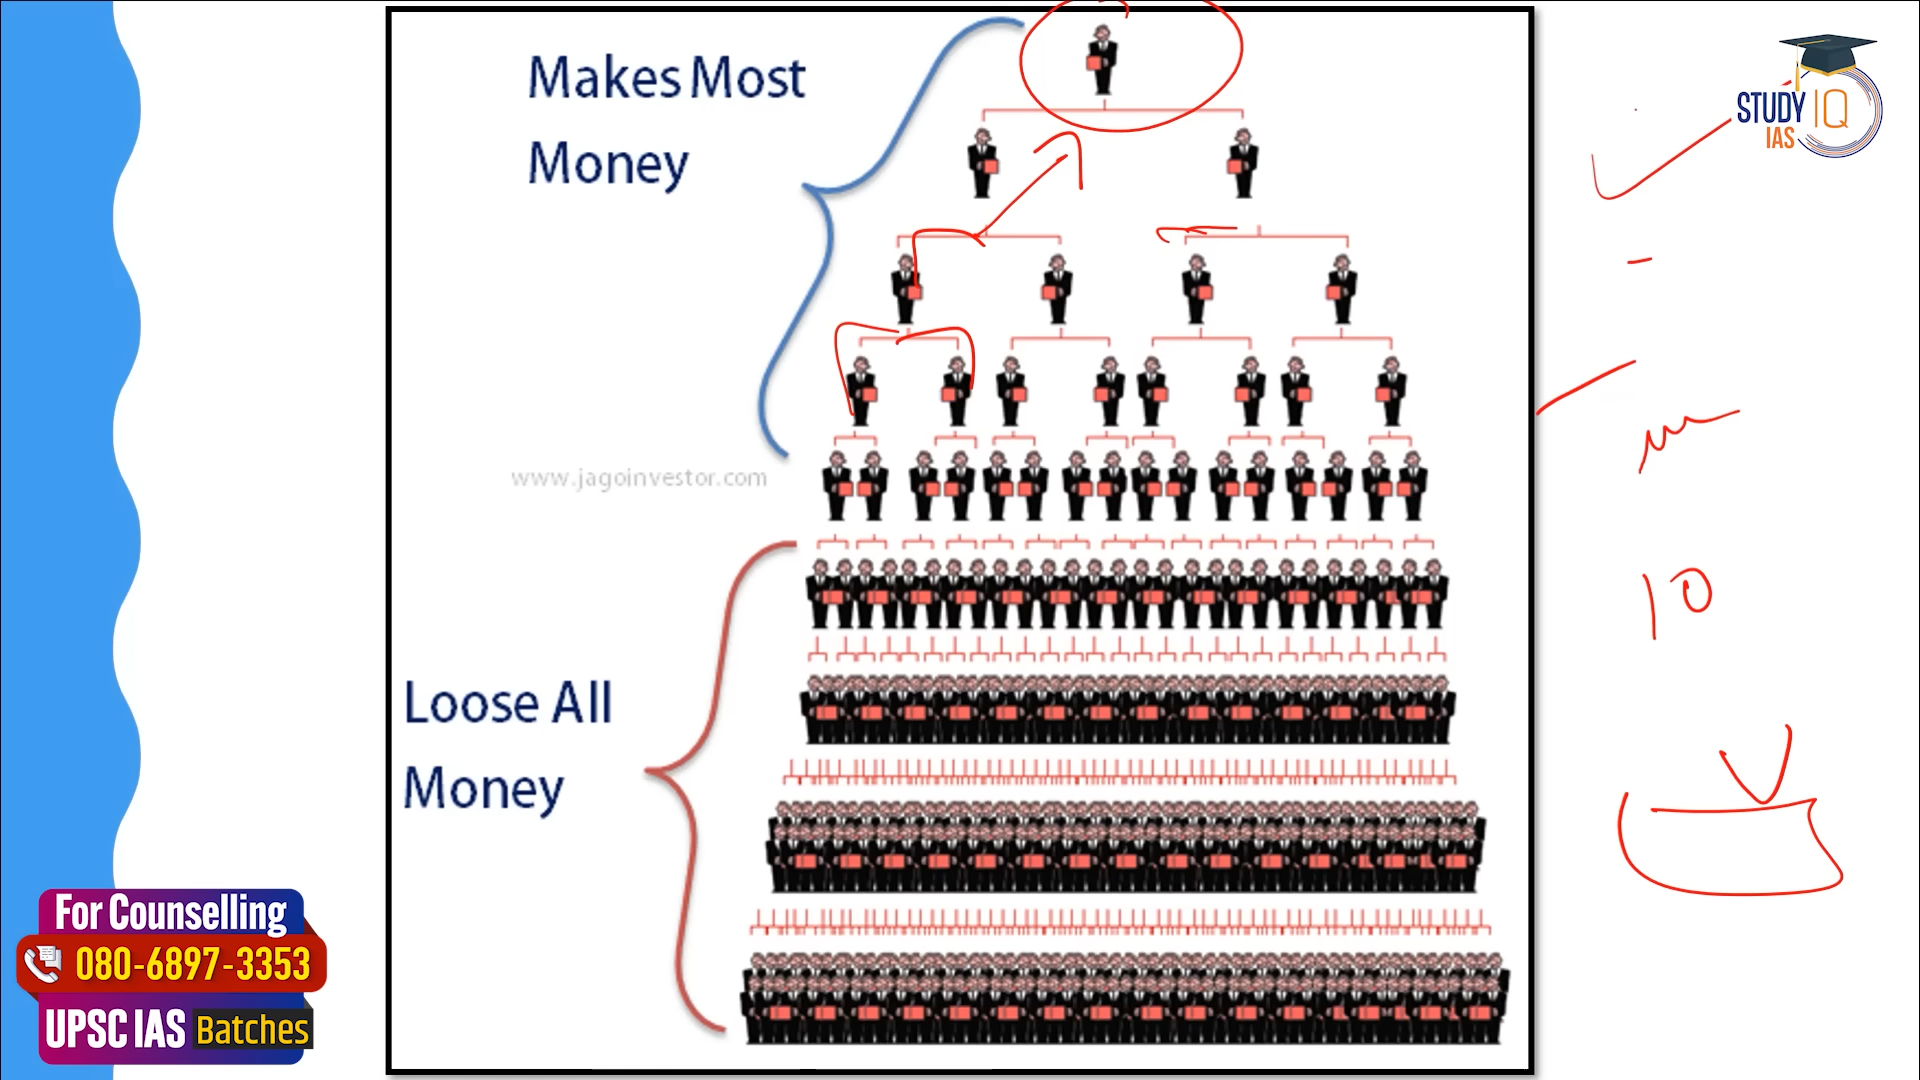 Makes Most
Money
www.jagoinvestor.com
Loose All
Money
STUDY IQ
IAS
10
For Counselling
080-6897-3353
UPSC IAS Batches